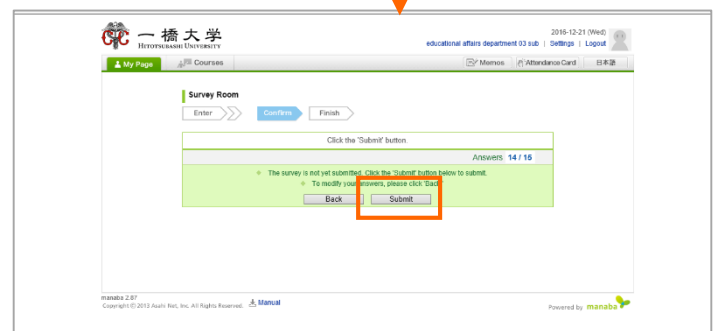 一橋大学
HITOTSUBASHI UNIVERSITY
2016-12-21 (Wed)
educational affairs department 03 sub | Settings | Logout
My Page
Courses
Memos
Attendance Card
日本語
Survey Room
Enter
Confirm
Finish
Click the 'Submit' button
Answers 14 / 15
The survey is not yet submitted. Click the 'Submit' button below to submit.
To modify your answers, please click 'Back'
Back
Submit
manaba 2.87
Copyright © 2013 Asahi Net, Inc. All Rights Reserved.
Manual
Powered by manaba